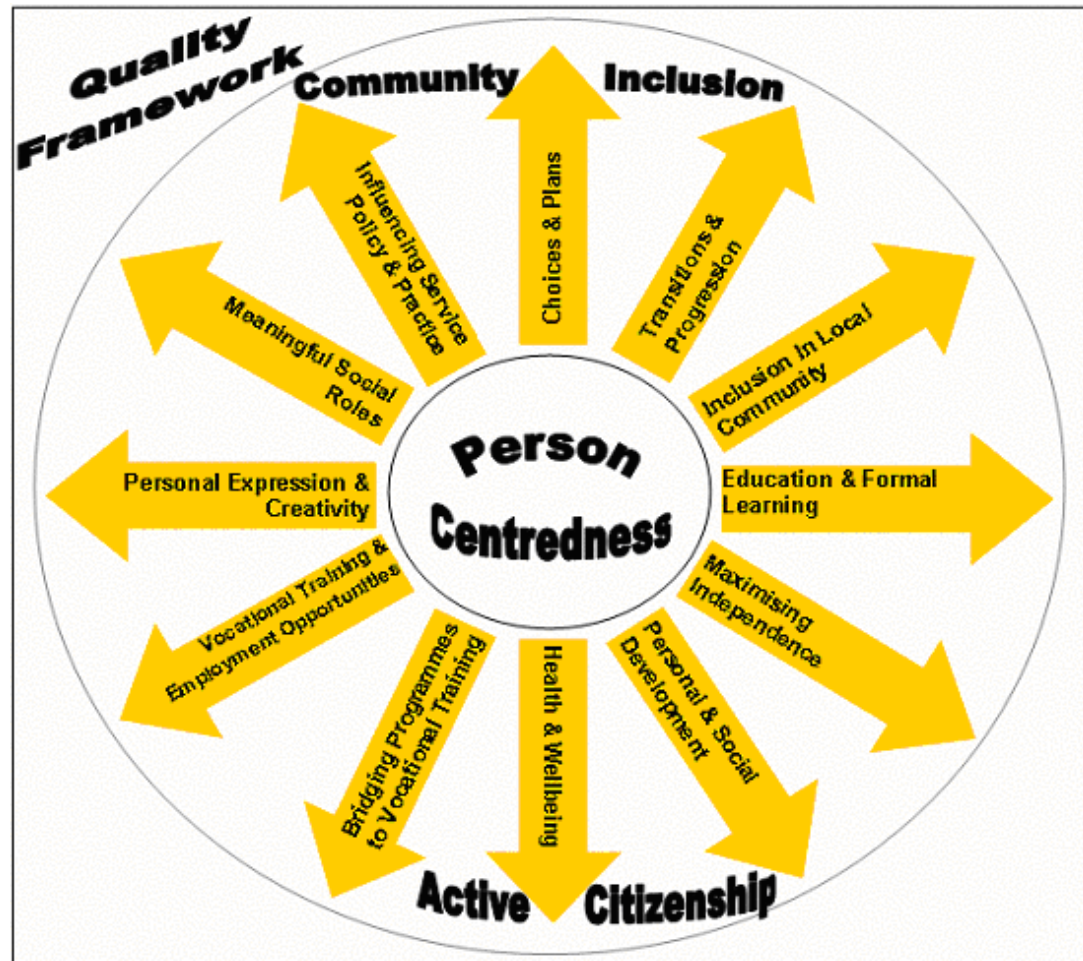 Quality
Framework
Community Inclusion
Choices & Plans
Transitions &
Progression
Inclusion In Local
Community
Education & Formal
Learning
Maximising
Independence
Personal & Social
Development
Health & Wellbeing
Bridging Programmes
to Vocational Training
Vocational Training &
Employment Opportunities
Personal Expression &
Creativity
Meaningful Social
Roles
Influencing Service
Policy & Practice
Person
Centredness
Active Citizenship